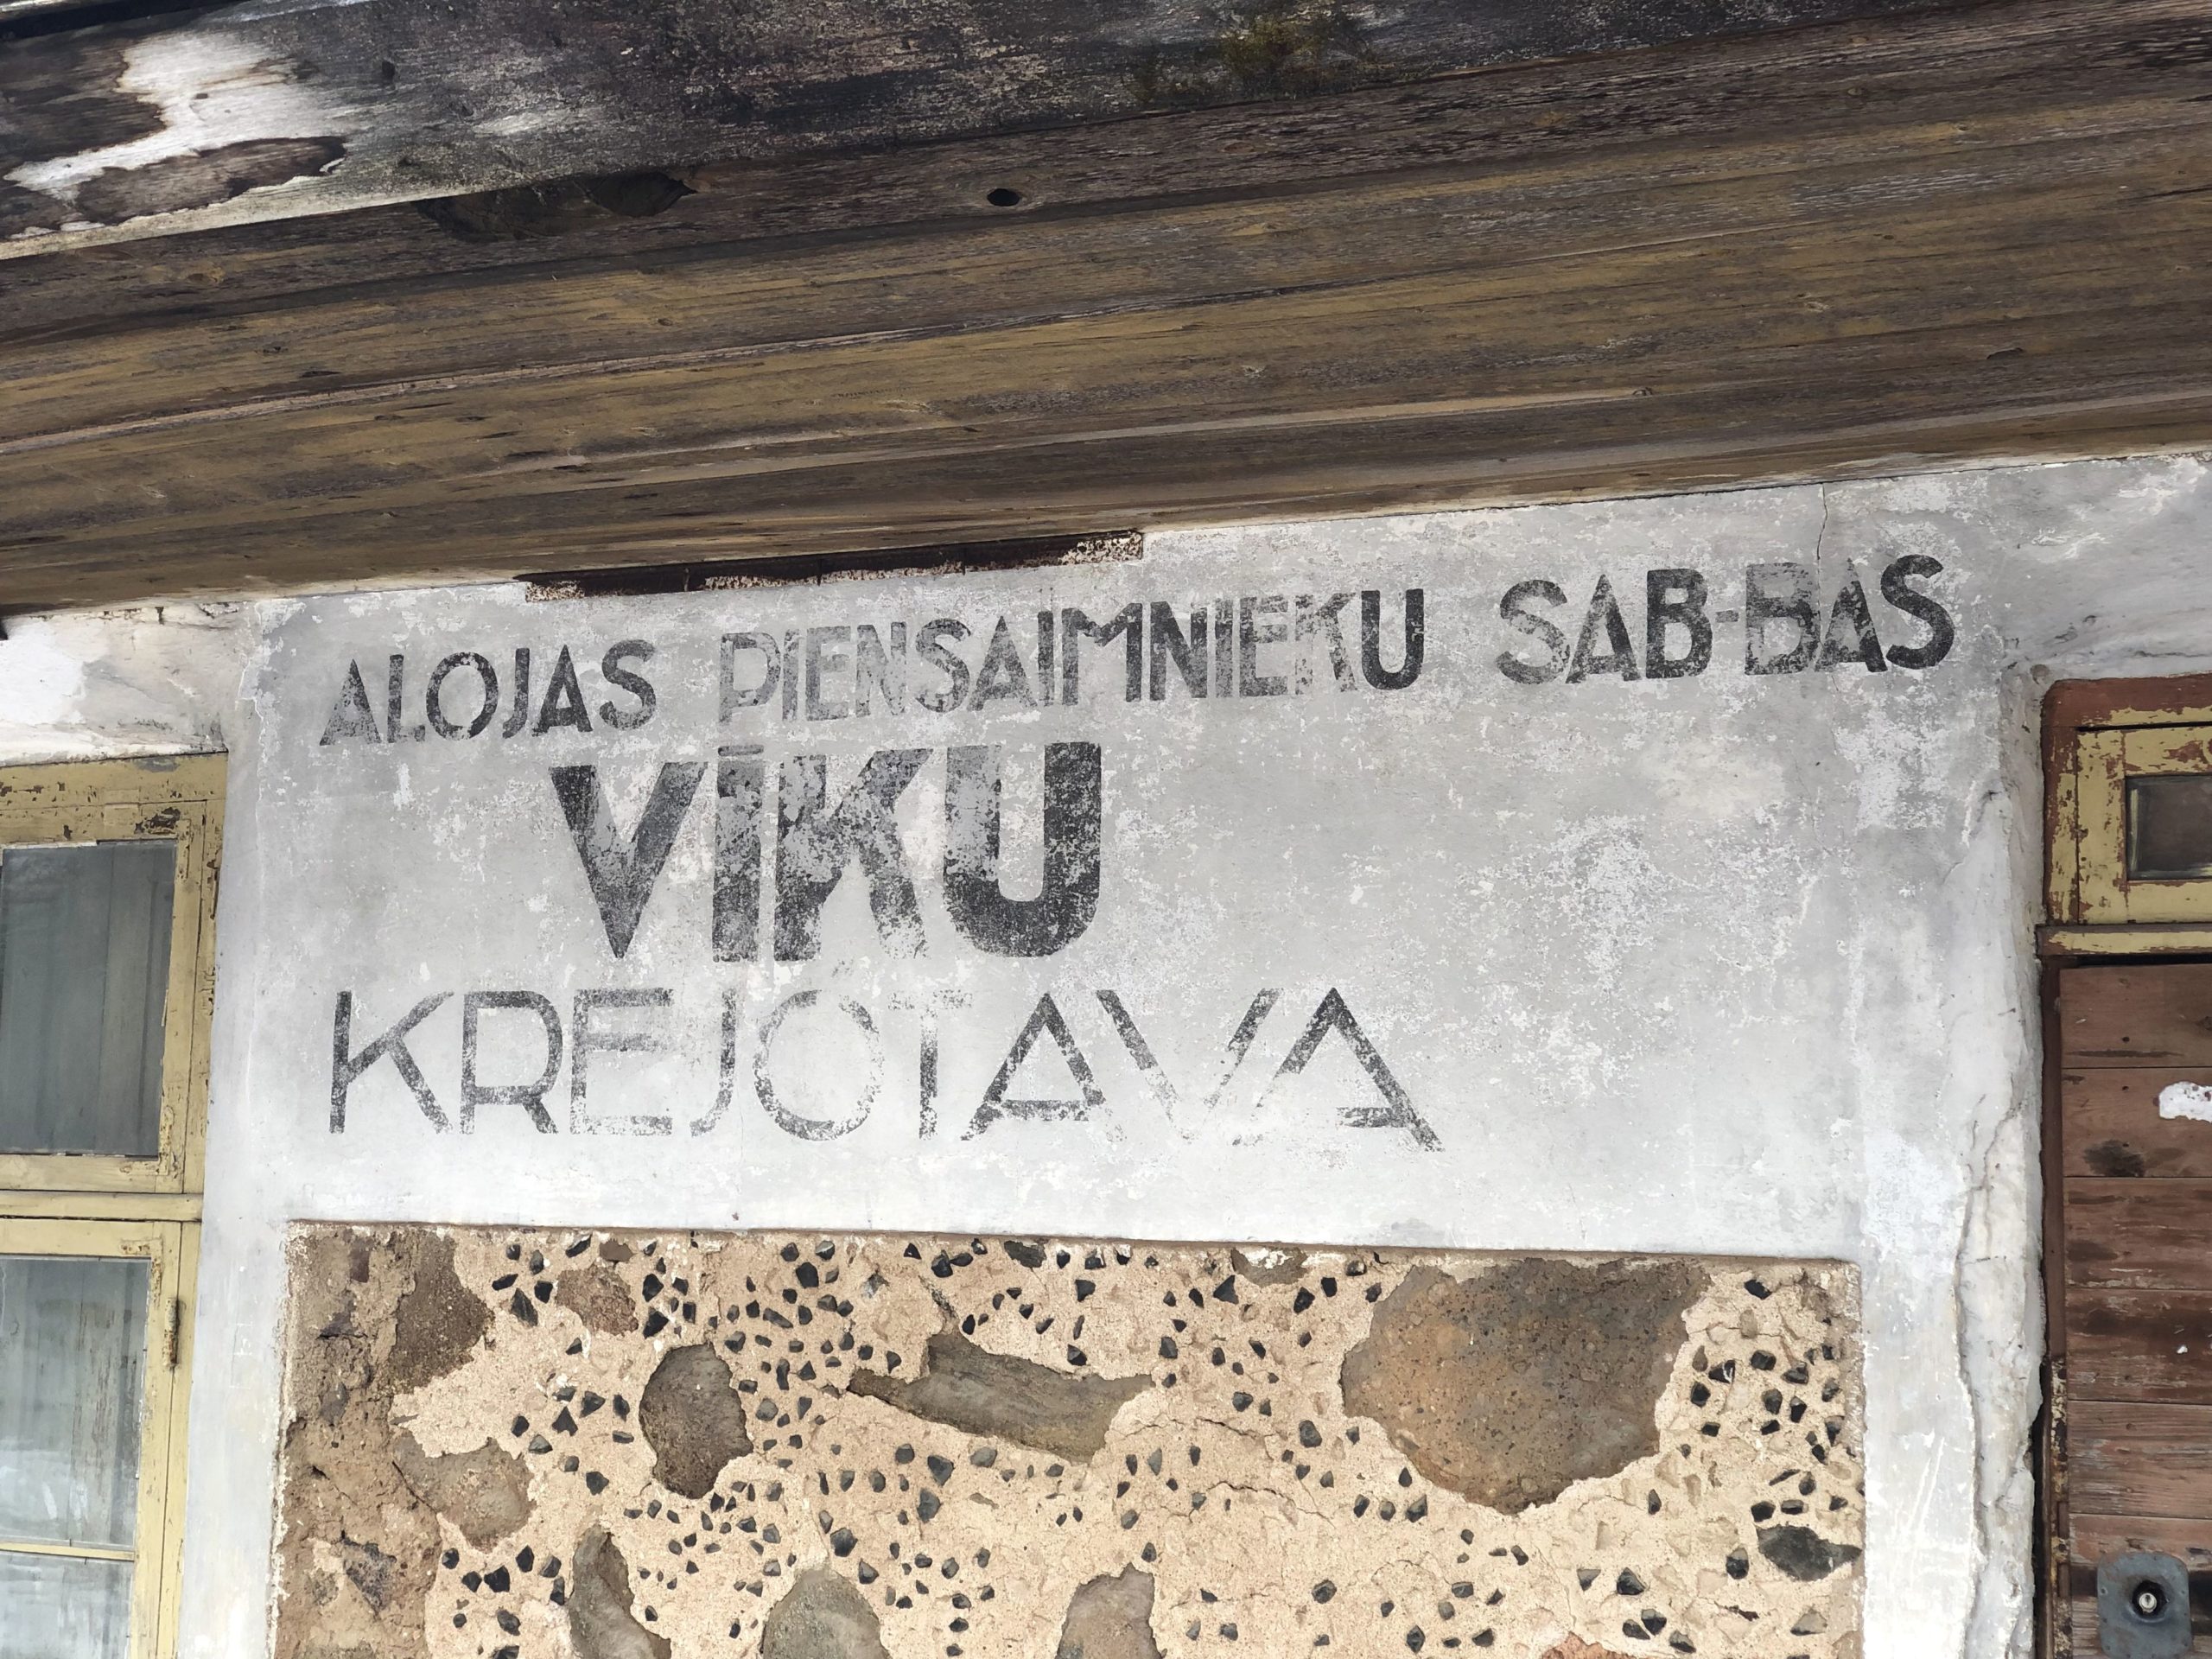 ALOJAS PIENSAIMNIEKU SAB-BAS
VĪKU
KREJOTAVA